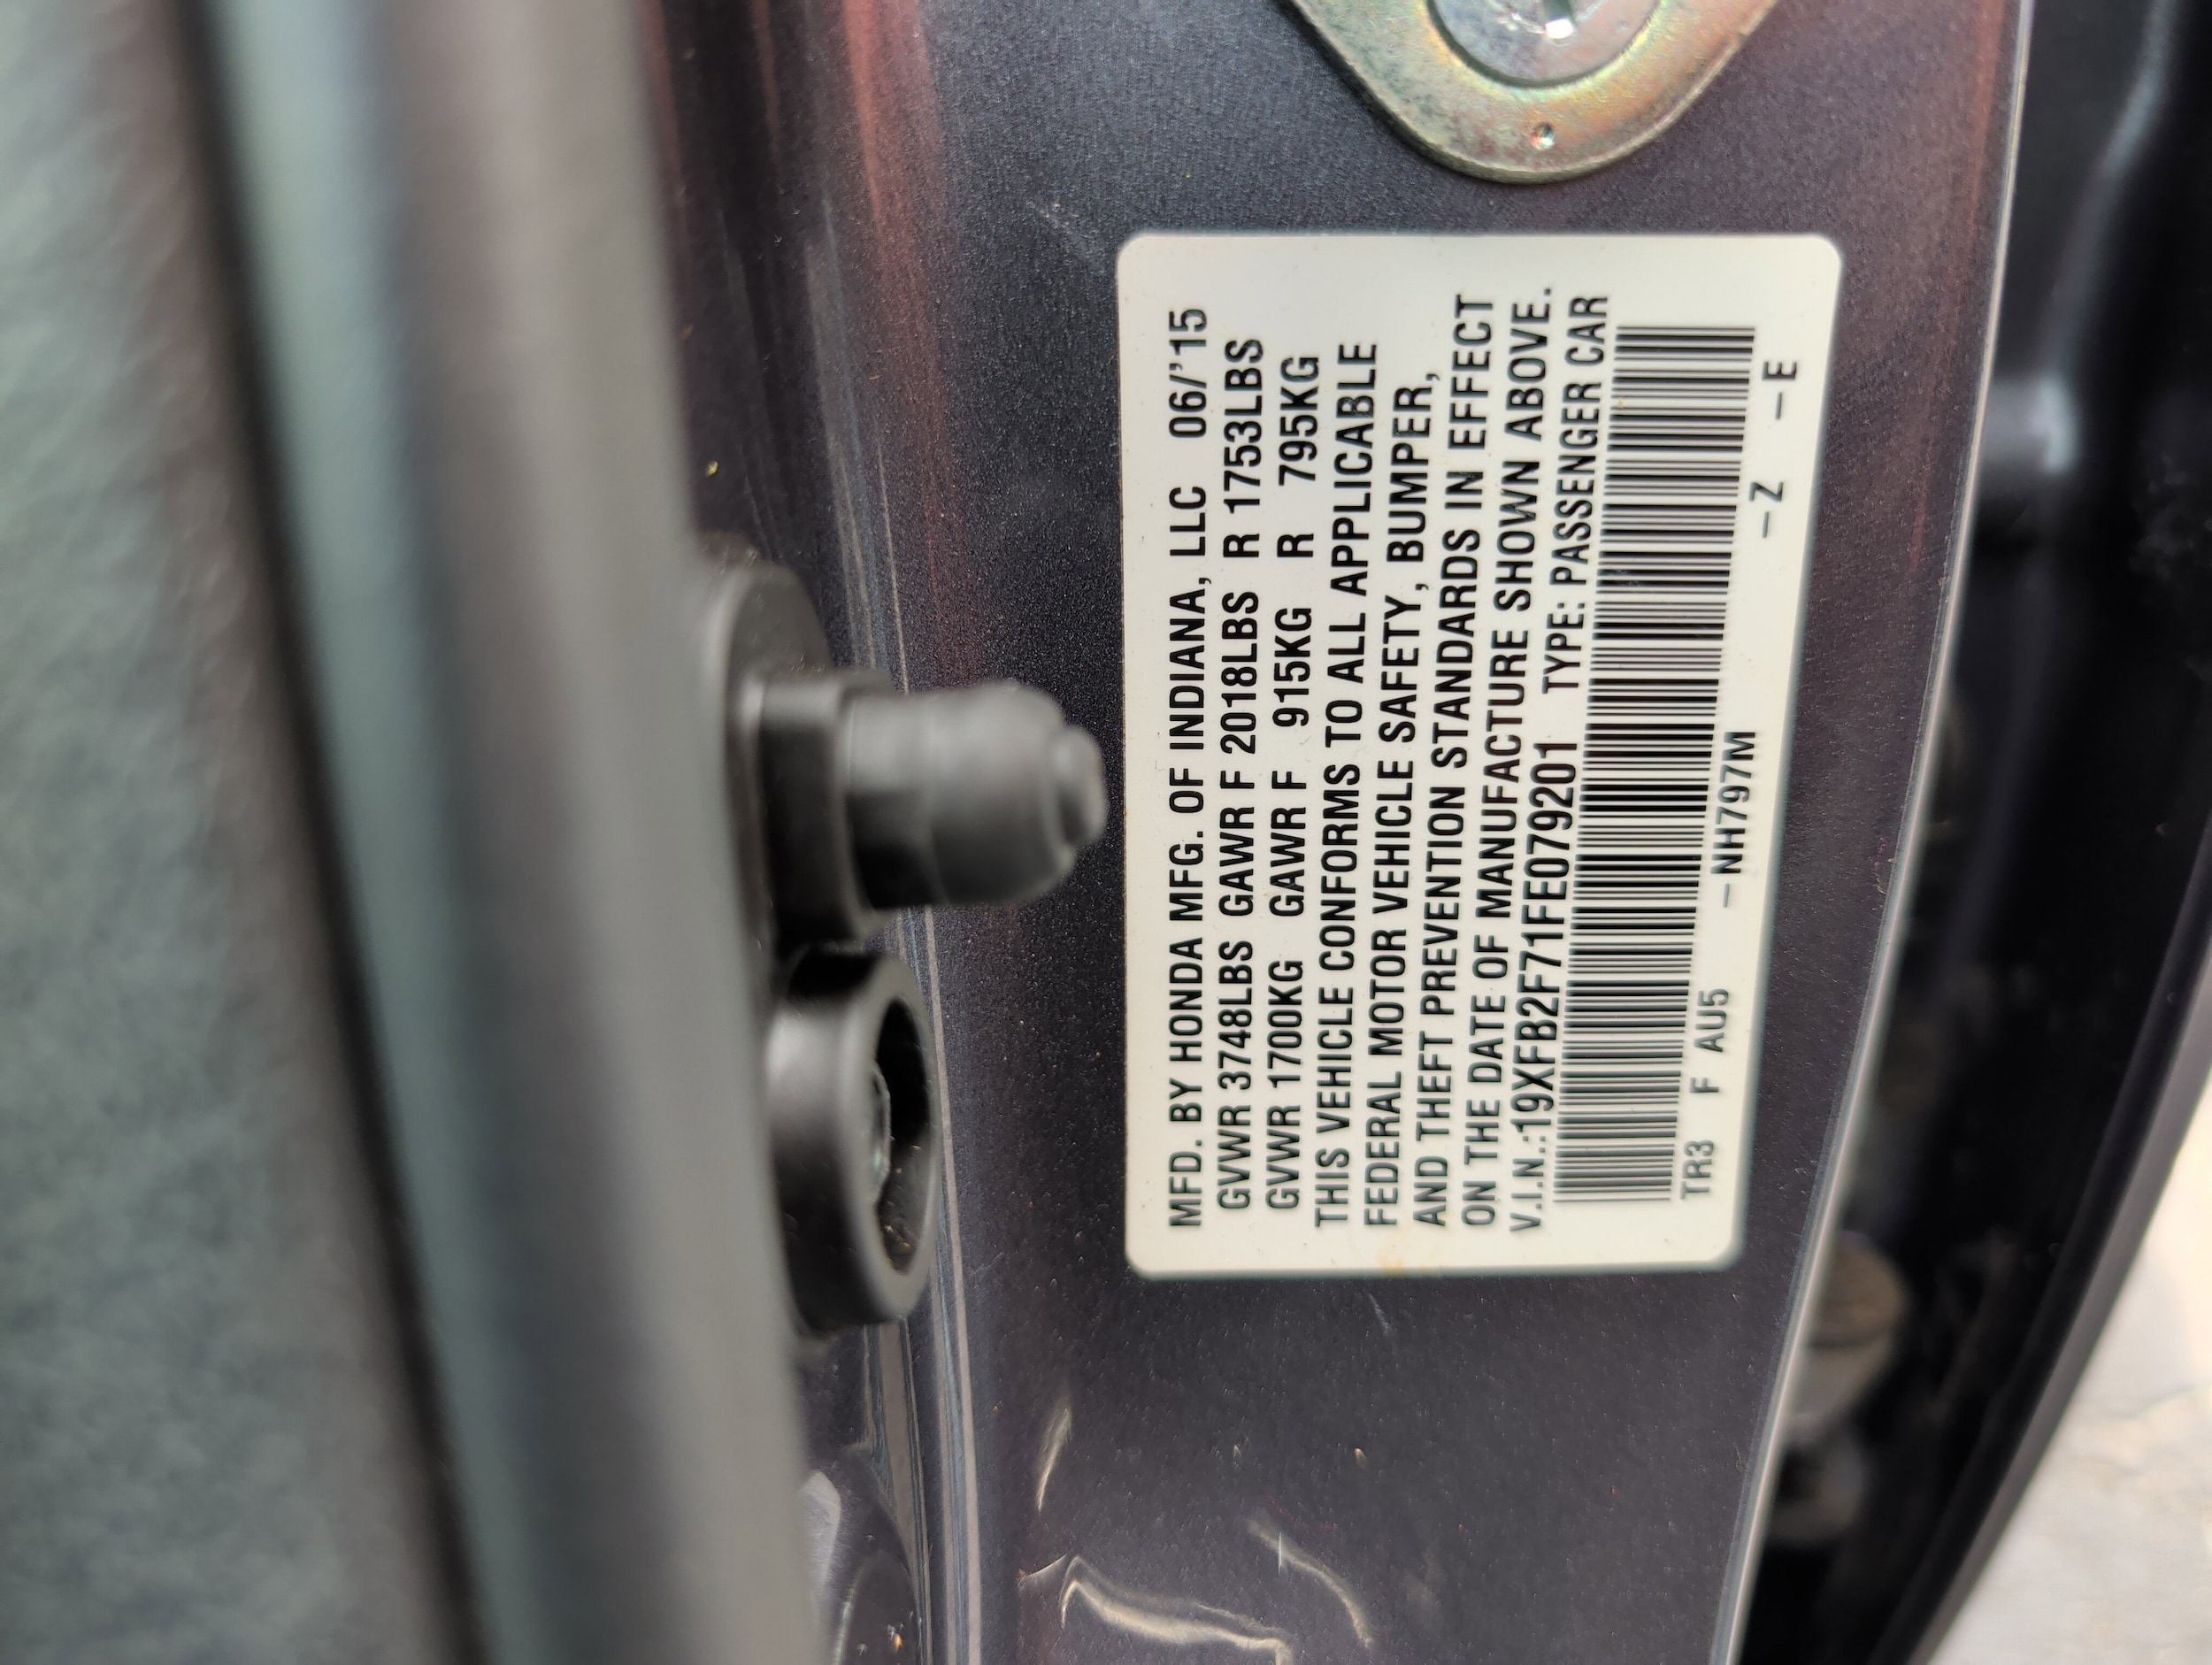 MFD. BY HONDA MFG. OF INDIANA, LLC 06/'15
GVWR 3748LBS GAWR F 2018LBS R 1753LBS
GVWR 1700KG GAWR F 915KG R 795KG
THIS VEHICLE CONFORMS TO ALL APPLICABLE
FEDERAL MOTOR VEHICLE SAFETY, BUMPER,
AND THEFT PREVENTION STANDARDS IN EFFECT
ON THE DATE OF MANUFACTURE SHOWN ABOVE.
V.I.N.:19XFB2F71FE079201 TYPE: PASSENGER CAR
TR3 F AU5 -NH797M -Z -E